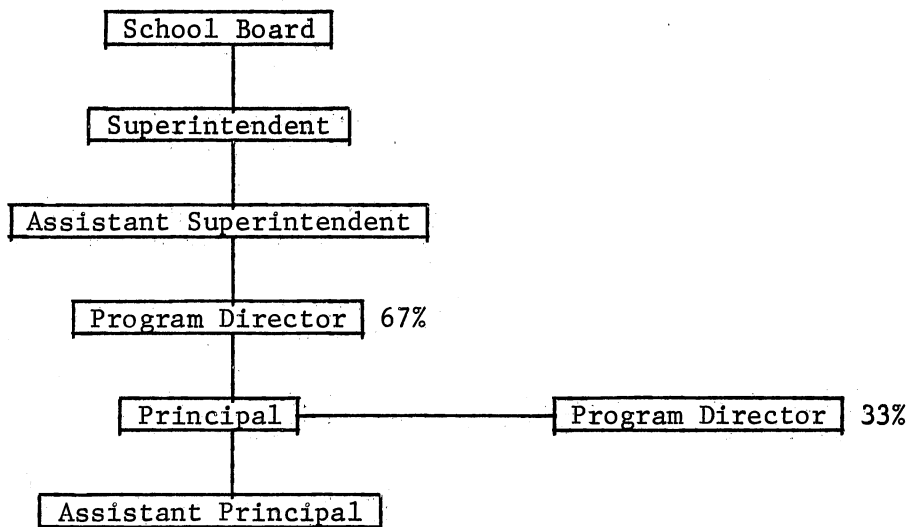 School Board
Superintendent
Assistant Superintendent
Program Director 67%
Principal Program Director 33%
Assistant Principal